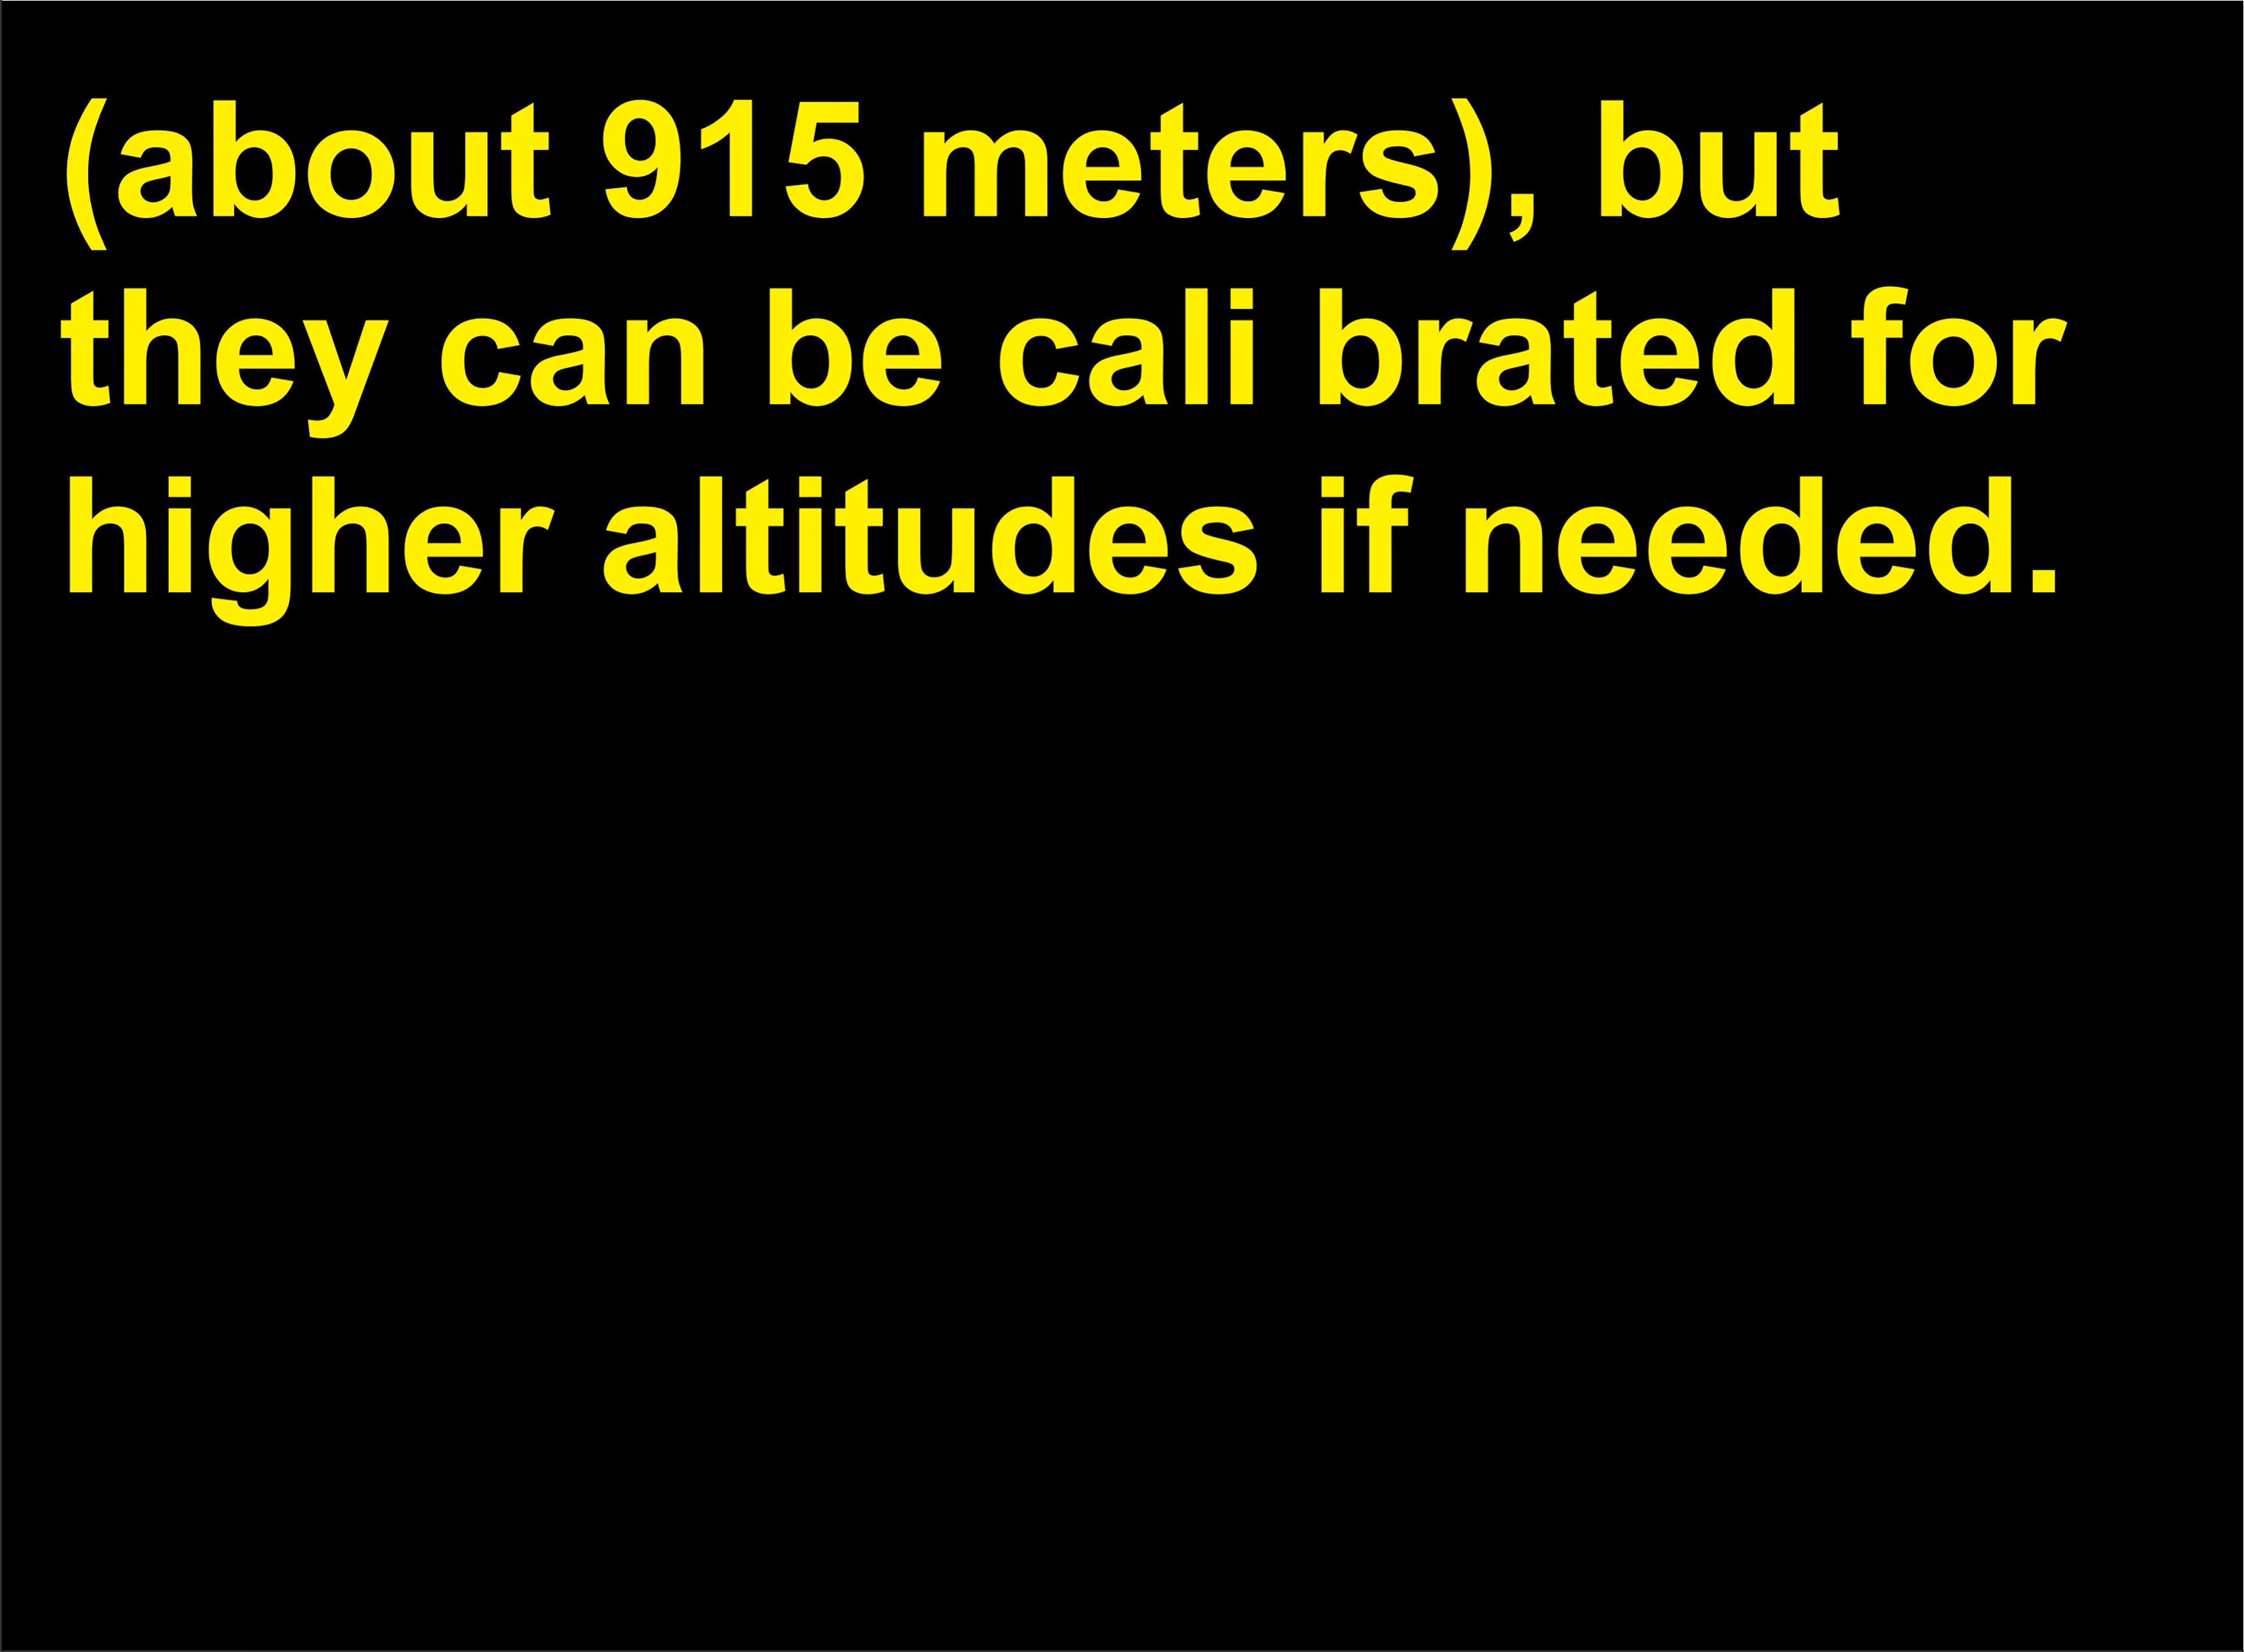 (about 915 meters), but
they can be cali brated for
higher altitudes if needed.